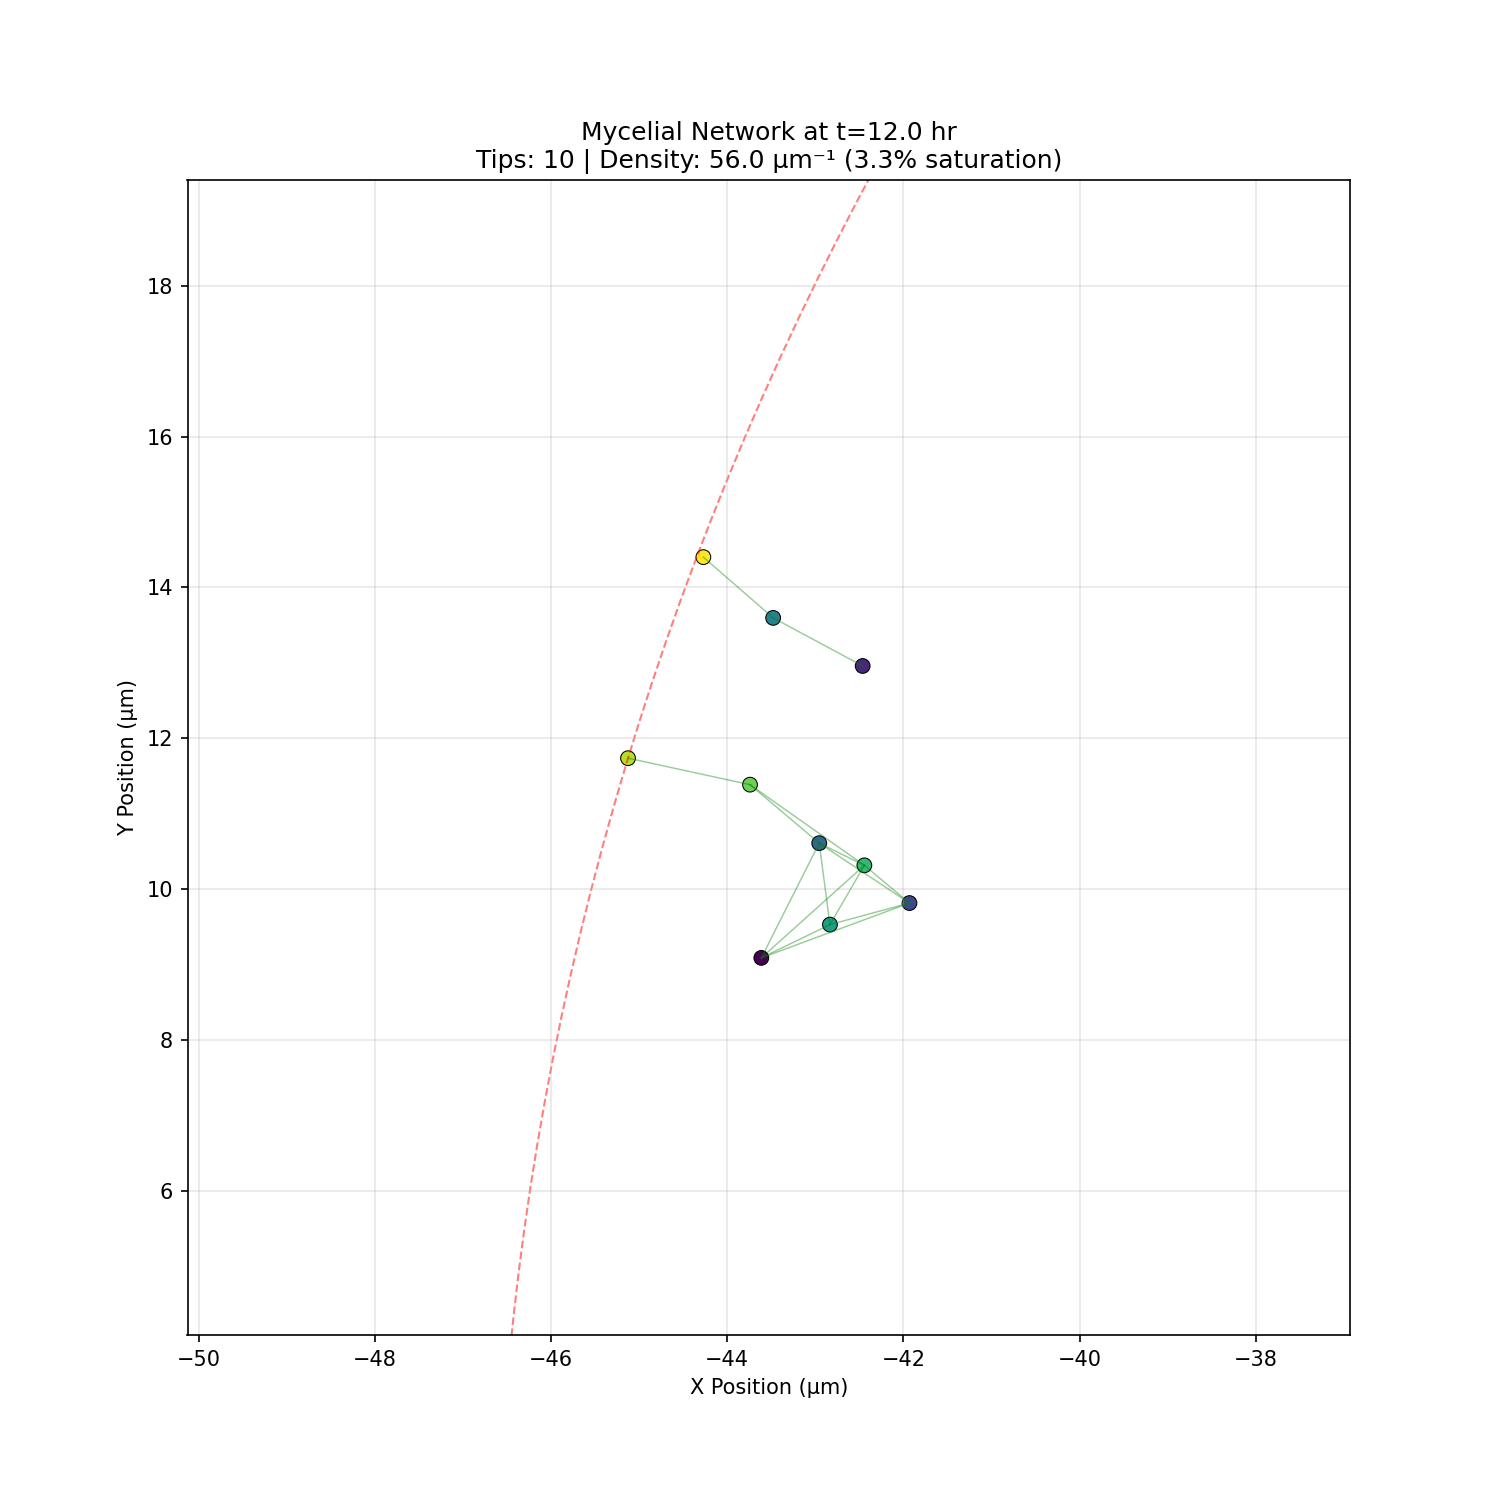 Mycelial Network at t=12.0 hr
Tips: 10 | Density: 56.0 μm⁻¹ (3.3% saturation)
18
16
14
12
10
8
6
Y Position (μm)
−50 −48 −46 −44 −42 −40 −38
X Position (μm)